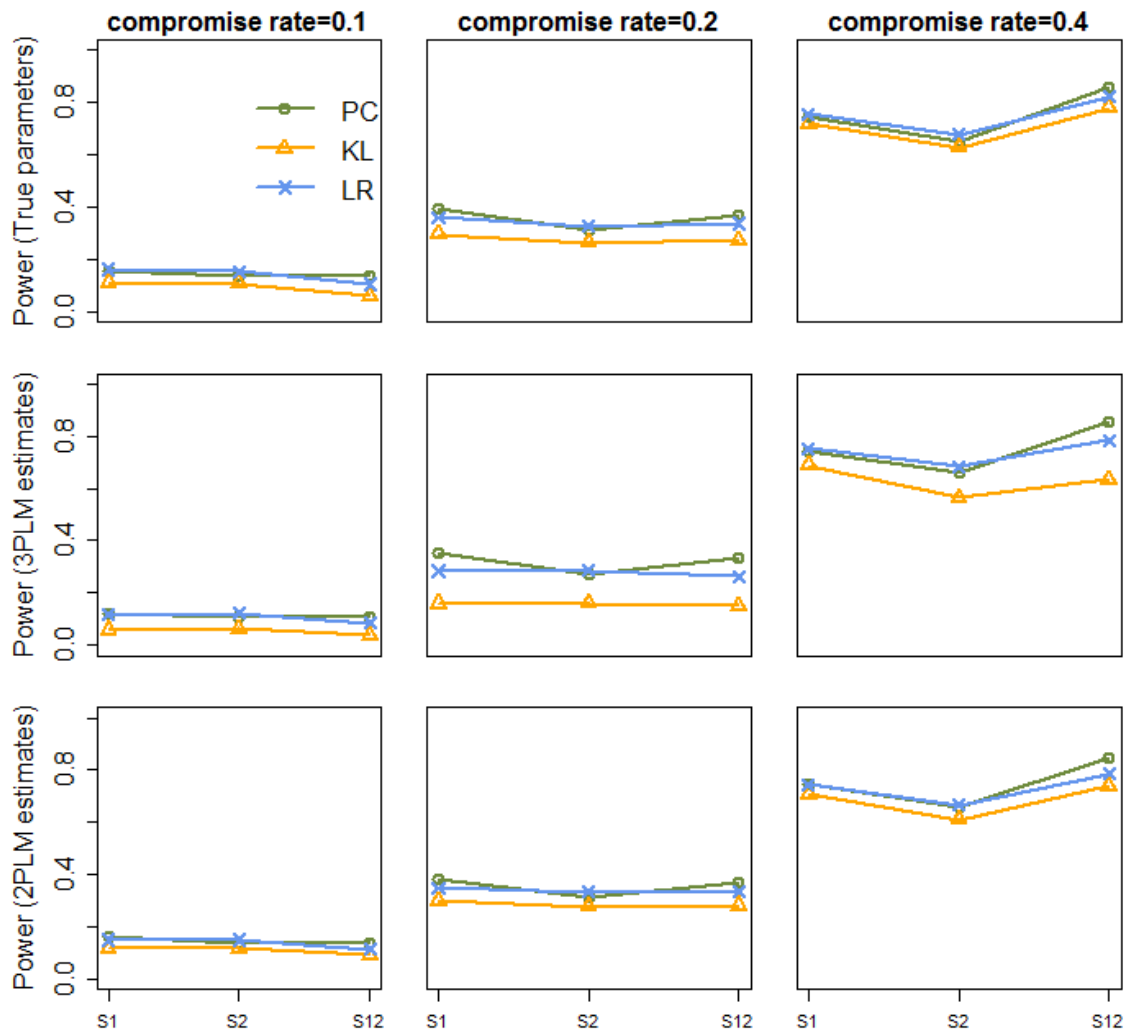 compromise rate=0.1
compromise rate=0.2
compromise rate=0.4
Power (True parameters)
0.8
0.4
0.0
PC
KL
LR
Power (3PLM estimates)
0.8
0.4
0.0
Power (2PLM estimates)
0.8
0.4
0.0
S1 S2 S12
S1 S2 S12
S1 S2 S12